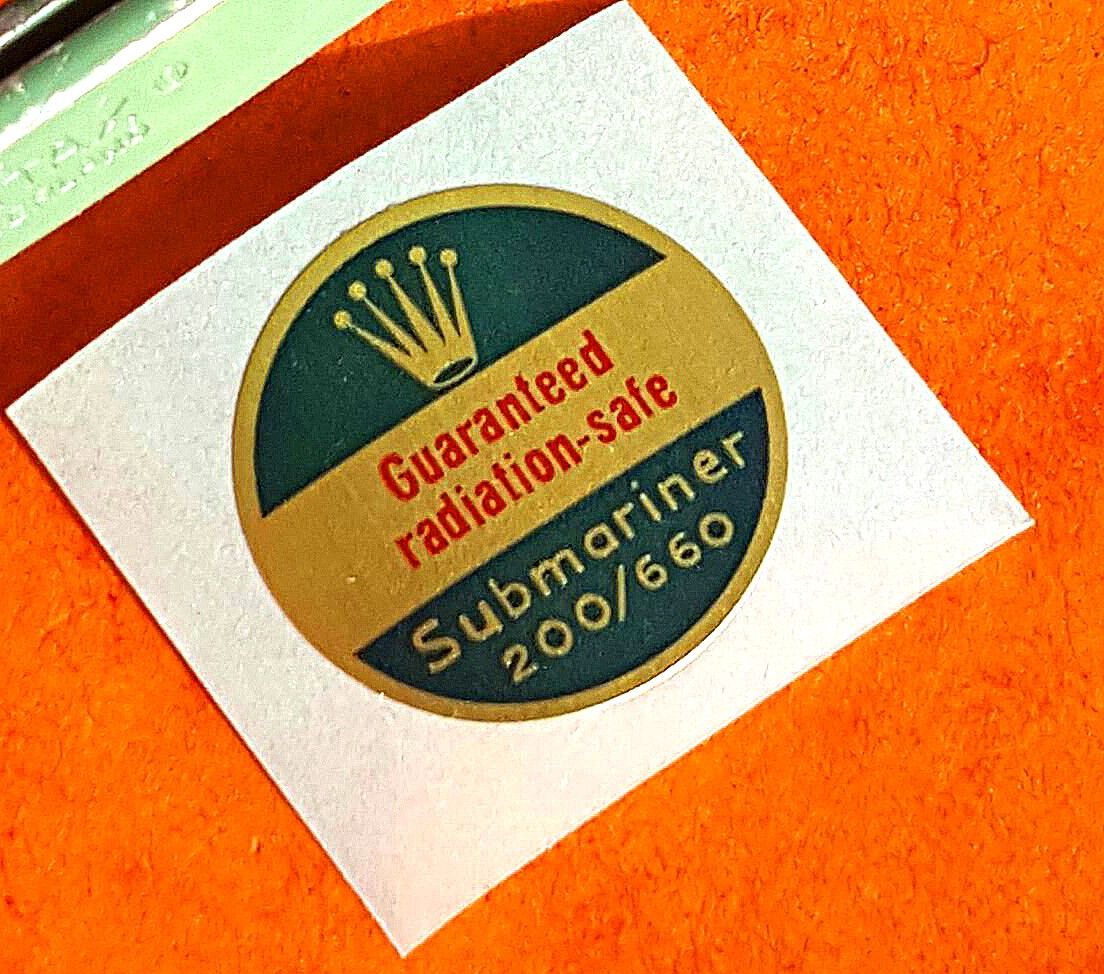 Guaranteed
radiation-safe
Submariner
200/660